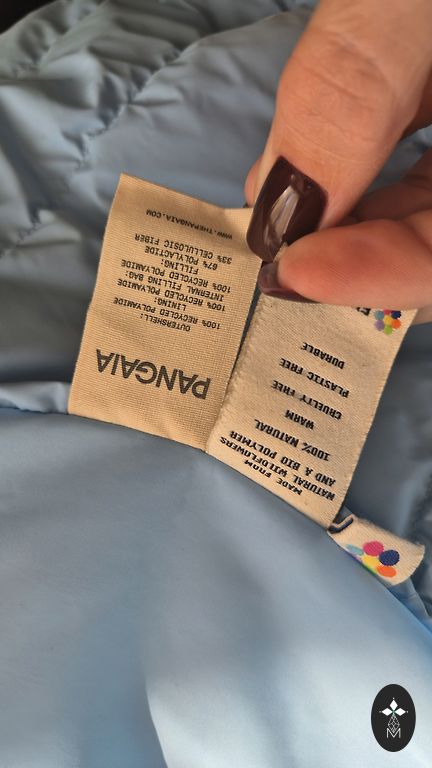 PANGAIA
OUTERSHELL:
100% RECYCLED POLYAMIDE
LINING:
100% RECYCLED POLYAMIDE
INTERNAL FILLING BAG:
100% RECYCLED POLYAMIDE
FILLING:
67% POLYLACTIDE
33% CELLULOSIC FIBER
WWW.THEPANGAIA.COM
MADE FROM
NATURAL WILDFLOWERS
AND A BIO POLYMER
100% NATURAL
WARM
CRUELTY FREE
PLASTIC FREE
DURABLE
M